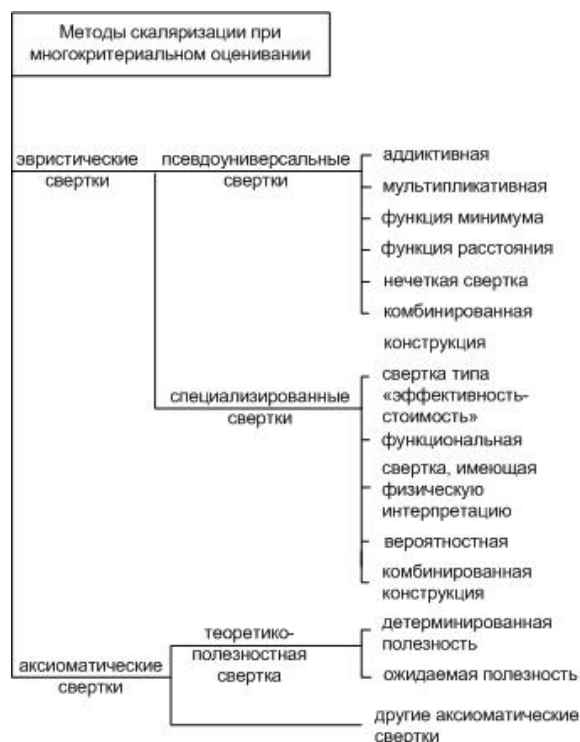 Методы скаляризации при
многокритериальном оценивании
эвристические
свертки
псевдоуниверсальные
свертки
аддиктивная
мультипликативная
функция минимума
функция расстояния
нечеткая свертка
комбинированная
конструкция
специализированные
свертки
свертка типа
«эффективность-
стоимость»
функциональная
свертка, имеющая
физическую
интерпретацию
вероятностная
комбинированная
конструкция
аксиоматические
свертки
теоретико-
полезностная
свертка
детерминированная
полезность
ожидаемая полезность
другие аксиоматические
свертки